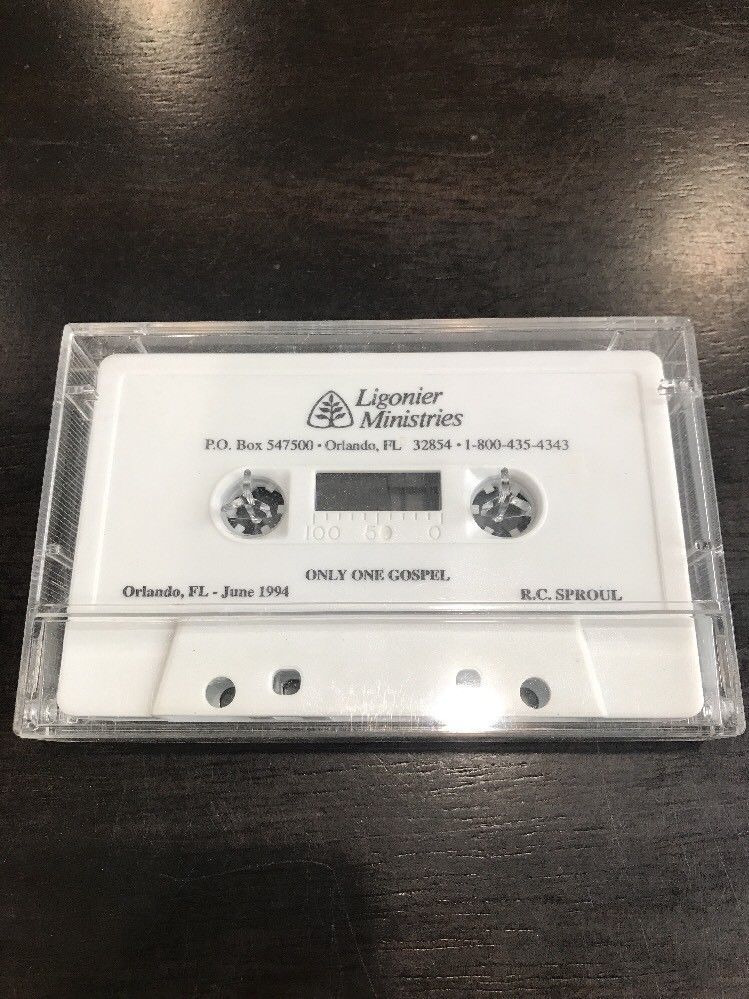 Ligonier
Ministries
P.O. Box 547500 • Orlando, FL 32854 • 1-800-435-4343
100 50 0
ONLY ONE GOSPEL
Orlando, FL - June 1994 R.C. SPROUL